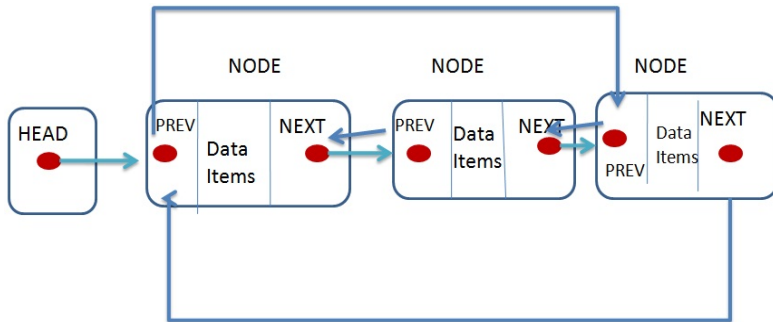 NODE
NODE
NODE
HEAD
PREV
Data
Items
NEXT
PREV
Data
Items
NEXT
PREV
Data
Items
NEXT